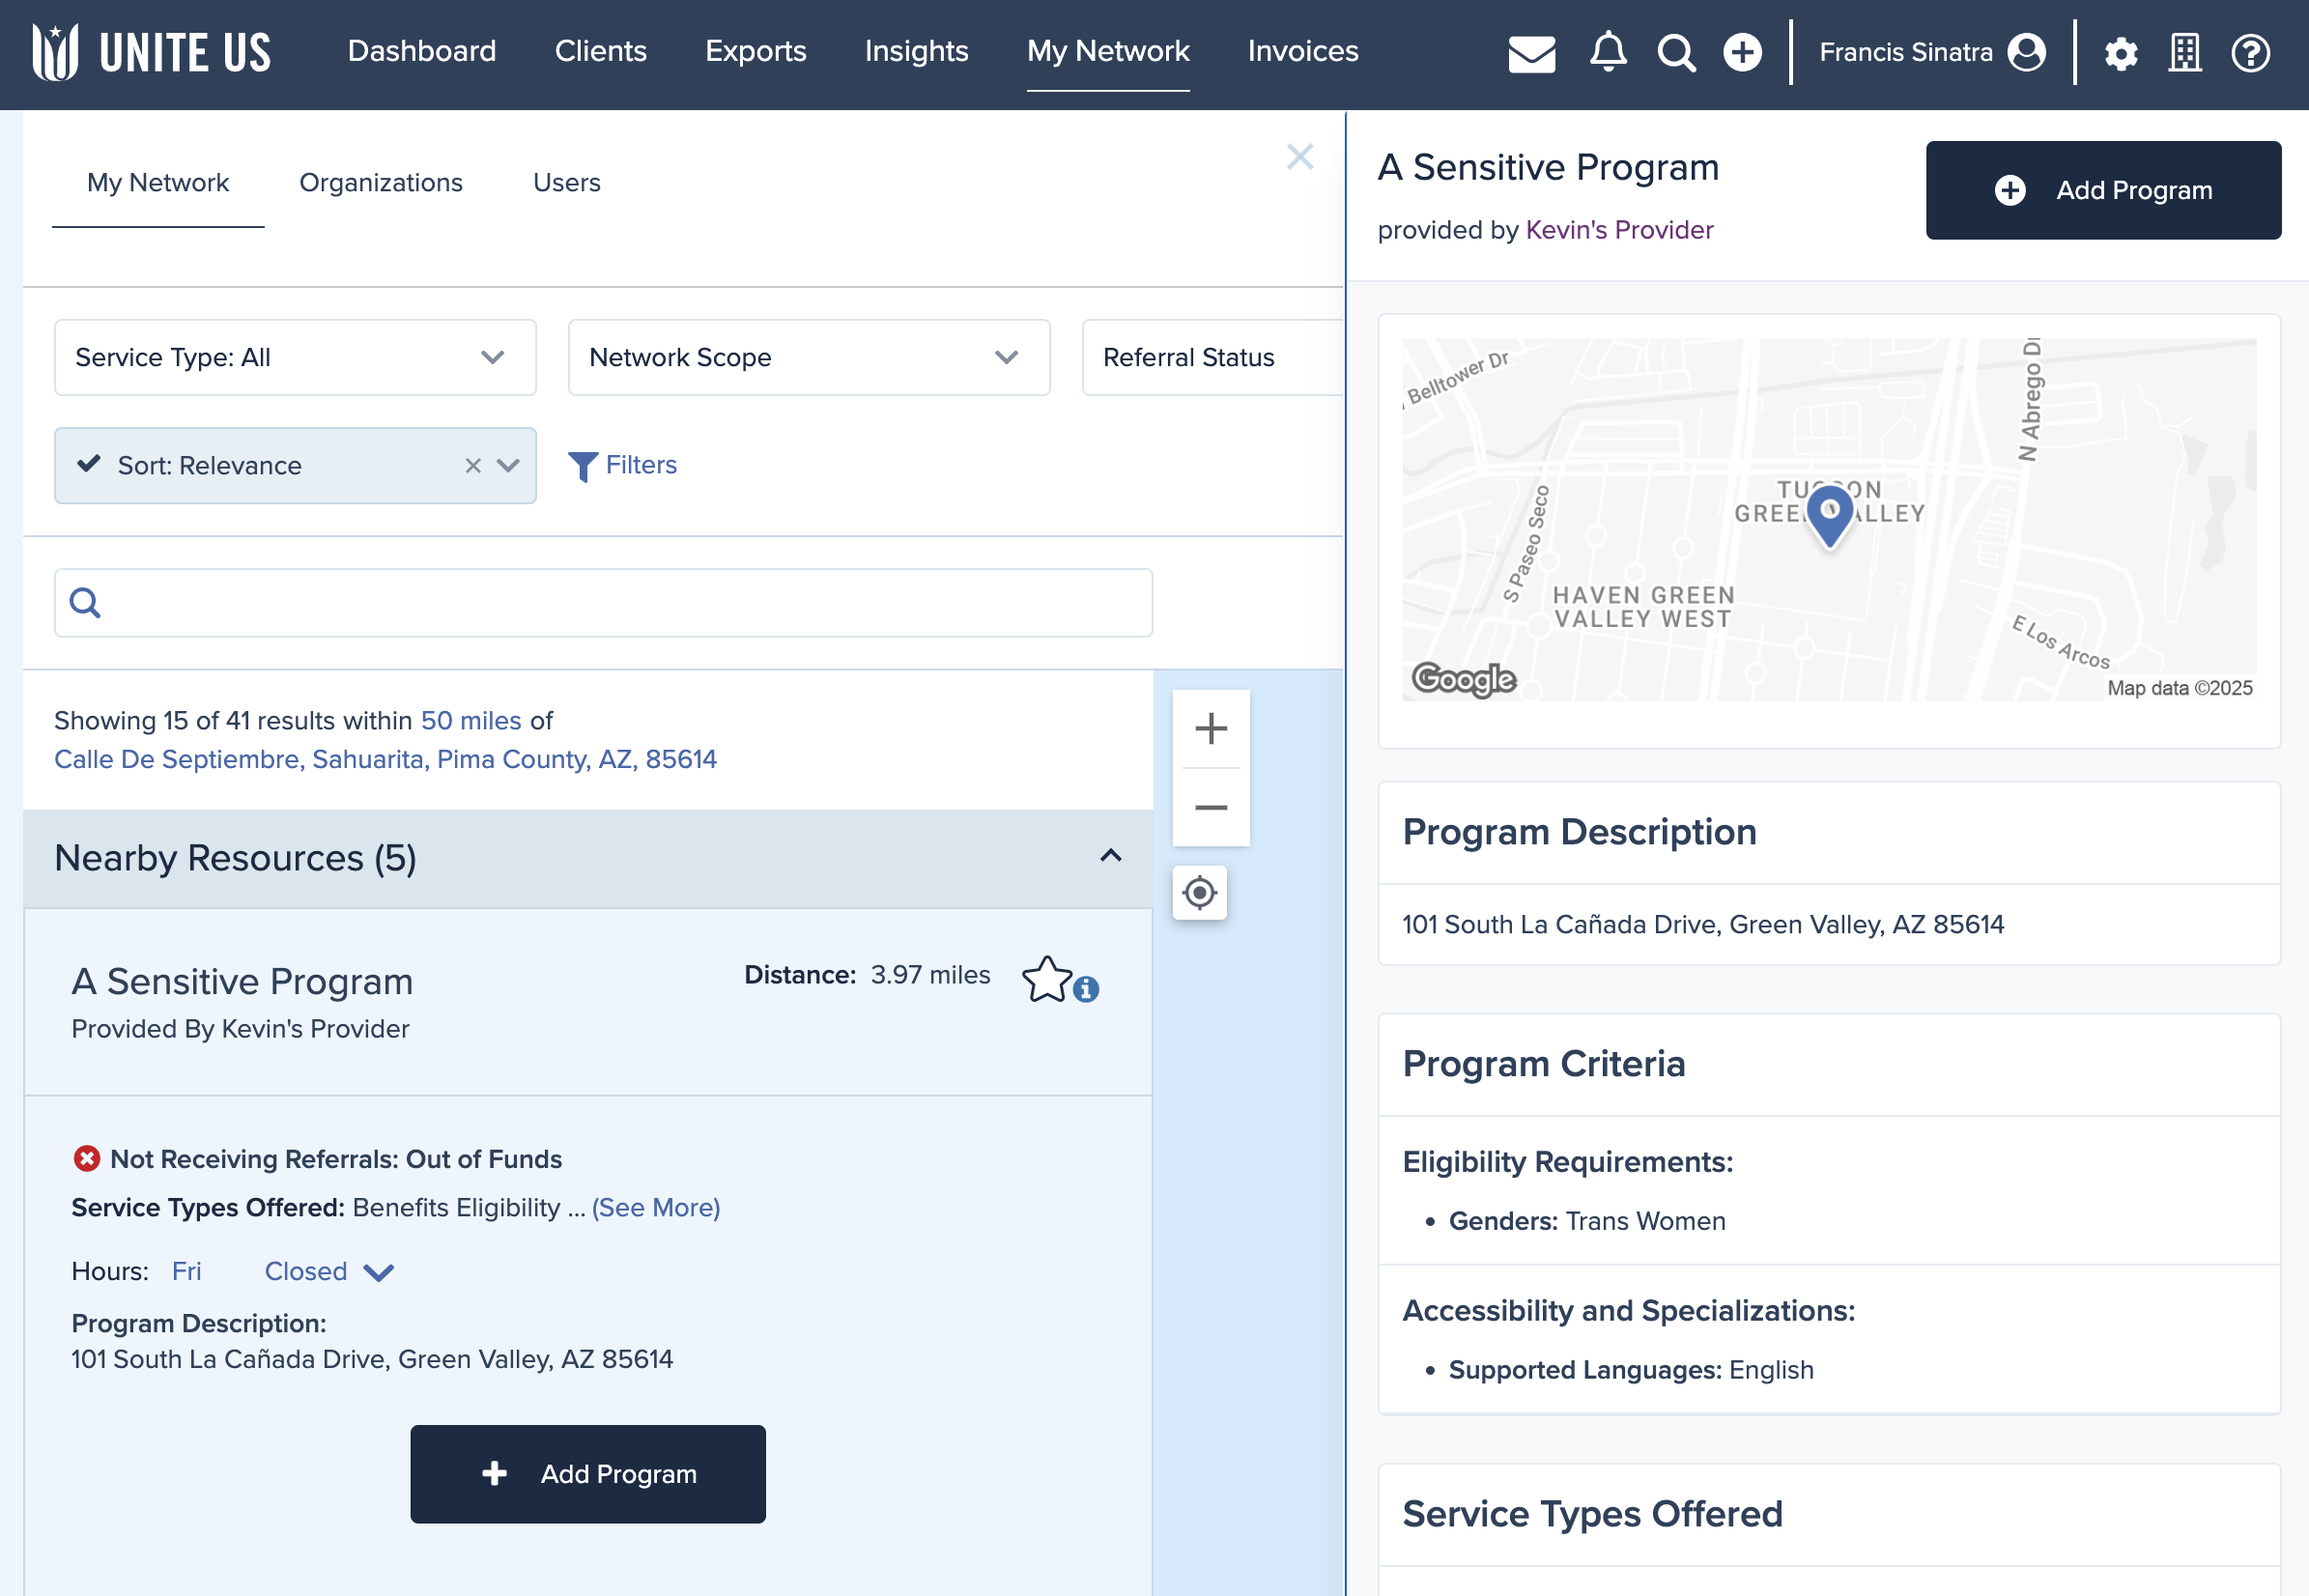 UNITE US
Dashboard
Clients
Exports
Insights
My Network
Invoices
Francis Sinatra
My Network
Organizations
Users
Service Type: All
Network Scope
Referral Status
Sort: Relevance
Filters
Showing 15 of 41 results within 50 miles of
Calle De Septiembre, Sahuarita, Pima County, AZ, 85614
Nearby Resources (5)
A Sensitive Program
Distance: 3.97 miles
Provided By Kevin's Provider
Not Receiving Referrals: Out of Funds
Service Types Offered: Benefits Eligibility ... (See More)
Hours: Fri Closed
Program Description:
101 South La Cañada Drive, Green Valley, AZ 85614
Add Program
A Sensitive Program
provided by Kevin's Provider
Add Program
Belltower Dr
N Abrego Dr
S Paseo Seco
TUCSON
GREEN VALLEY
HAVEN GREEN
VALLEY WEST
E Los Arcos
Google
Map data ©2025
Program Description
101 South La Cañada Drive, Green Valley, AZ 85614
Program Criteria
Eligibility Requirements:
• Genders: Trans Women
Accessibility and Specializations:
• Supported Languages: English
Service Types Offered